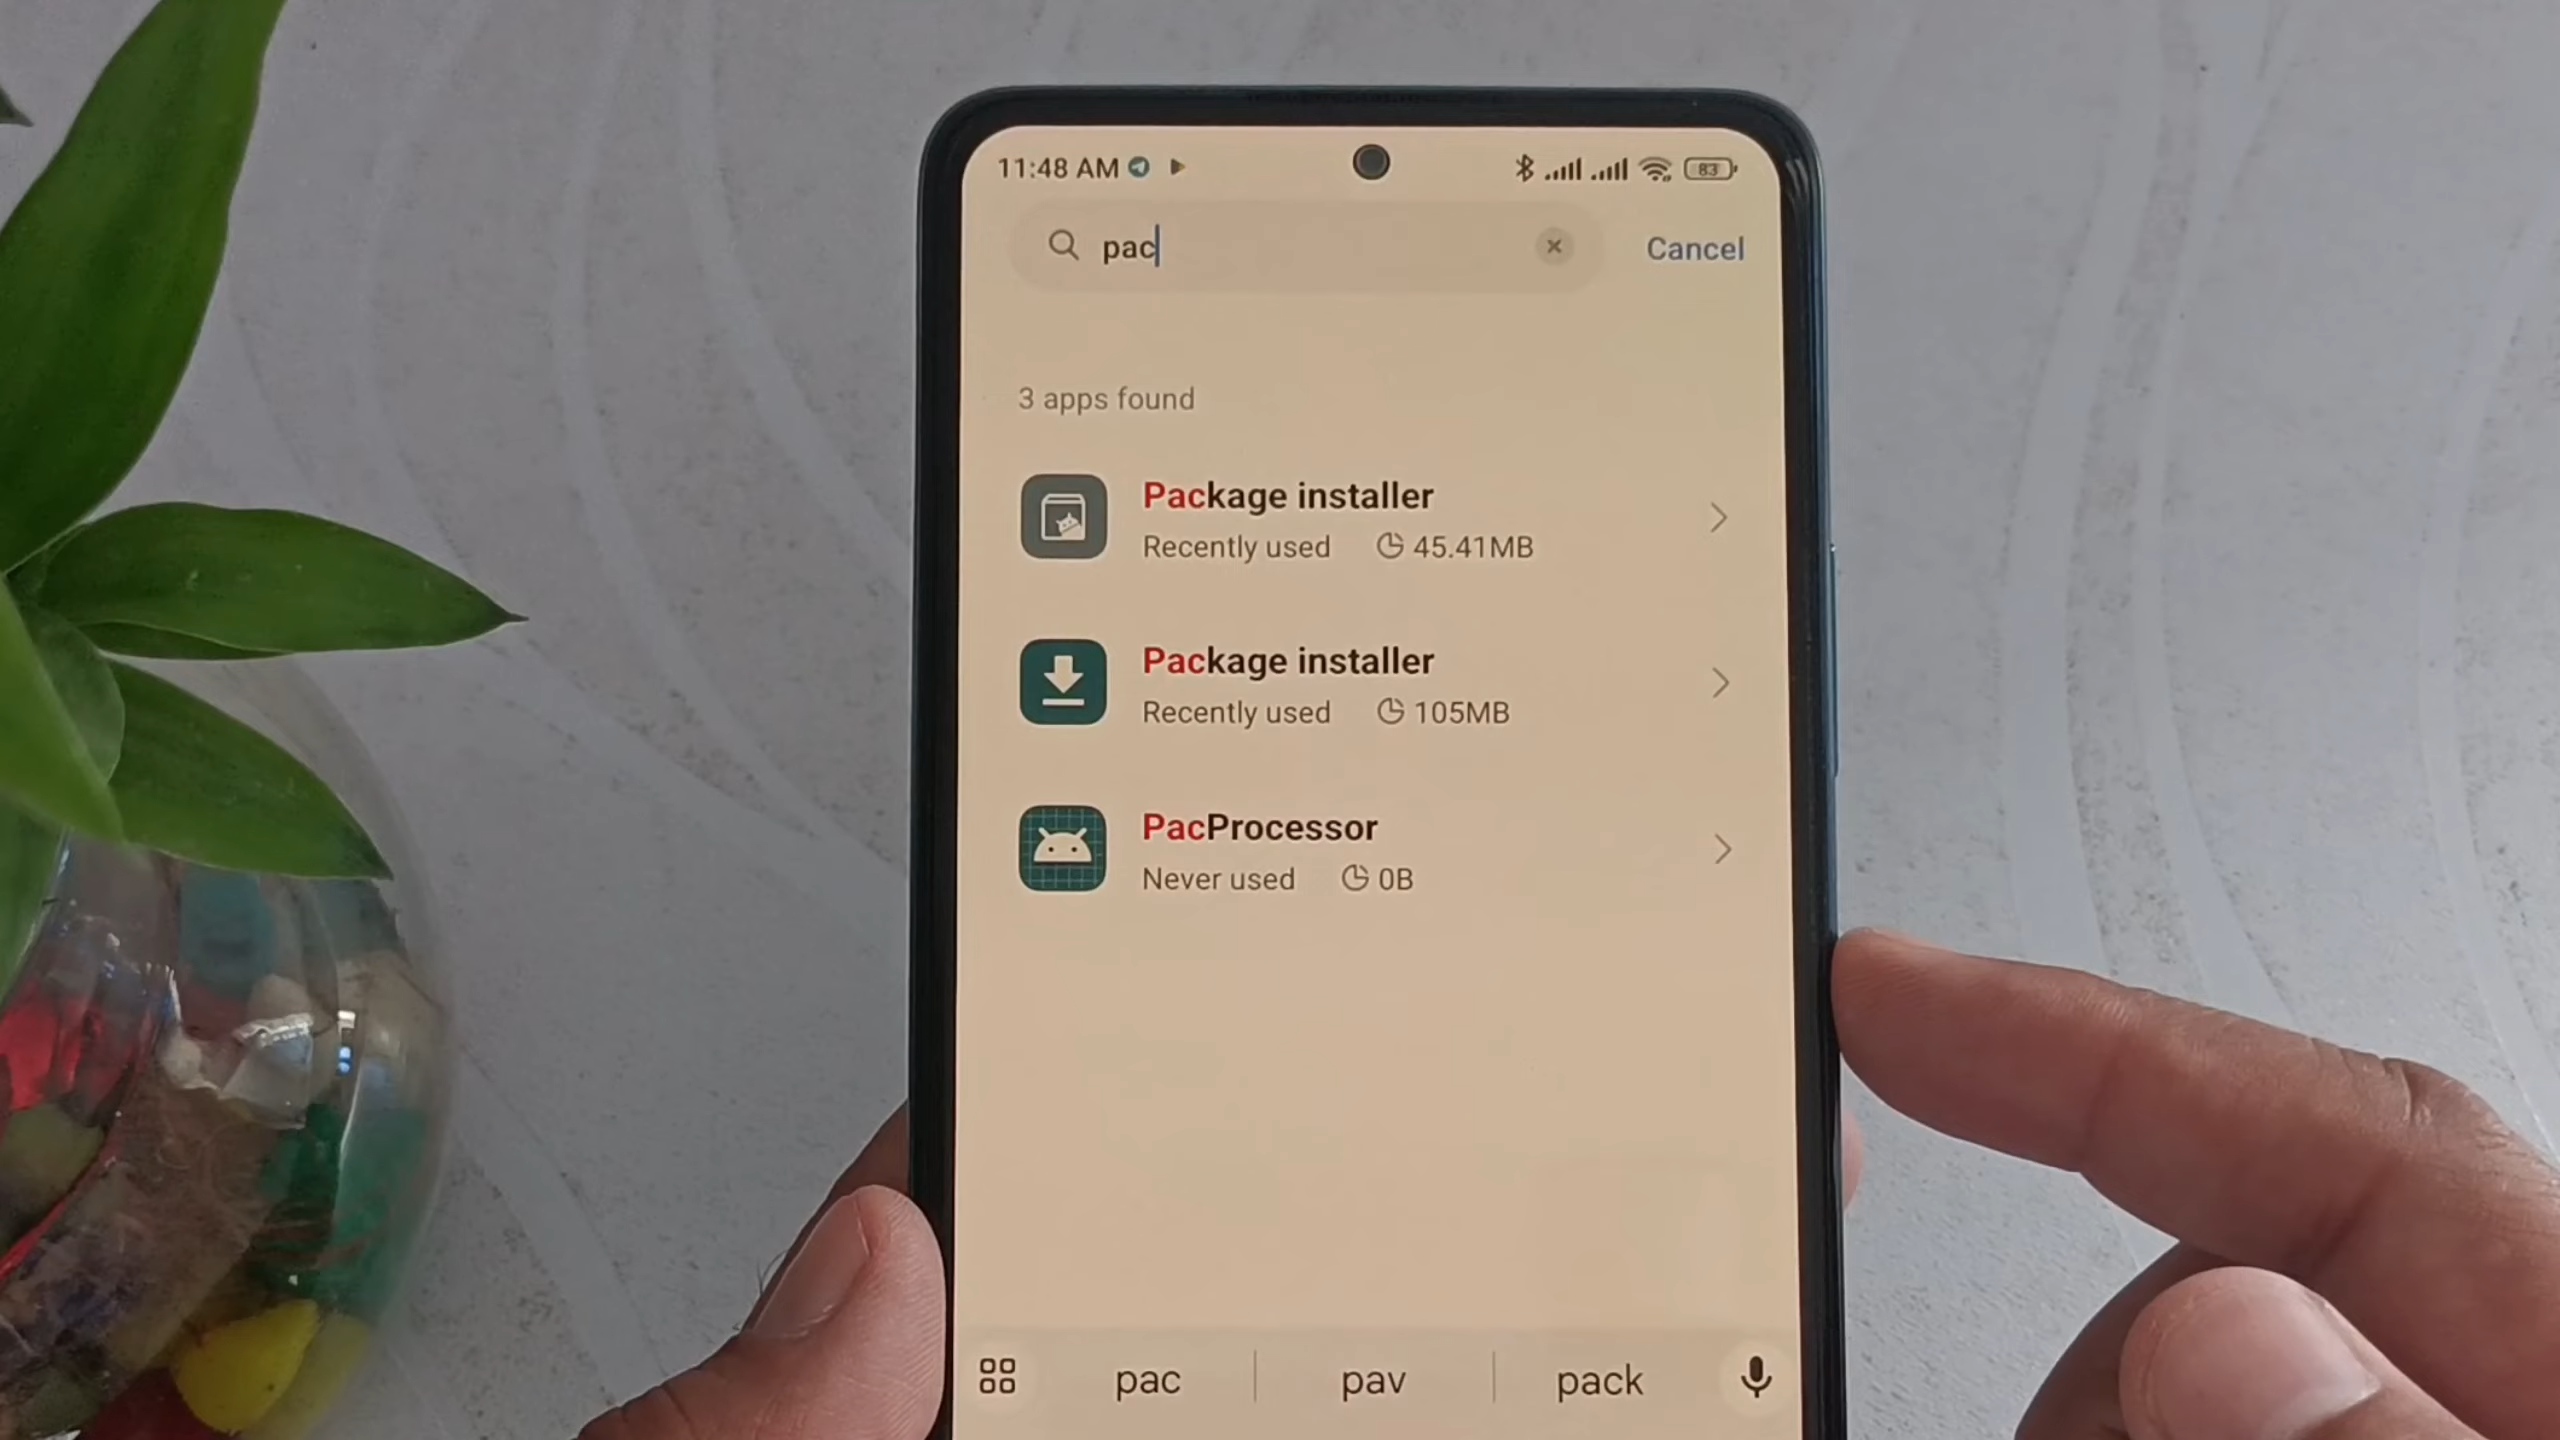 11:48 AM
83
pac
Cancel
3 apps found
Package installer
Recently used 45.41MB
Package installer
Recently used 105MB
PacProcessor
Never used 0B
pac pav pack